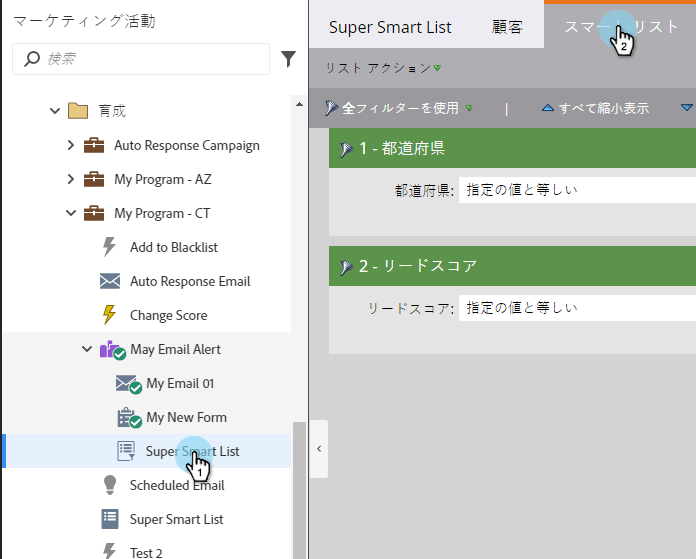 マーケティング活動
検索
育成
Auto Response Campaign
My Program - AZ
My Program - CT
Add to Blacklist
Auto Response Email
Change Score
May Email Alert
My Email 01
My New Form
Super Smart List
1
Scheduled Email
Super Smart List
Test 2
Super Smart List 顧客 スマート リスト
2
リスト アクション
全フィルターを使用 | すべて縮小表示
1 - 都道府県
都道府県: 指定の値と等しい
2 - リードスコア
リードスコア: 指定の値と等しい